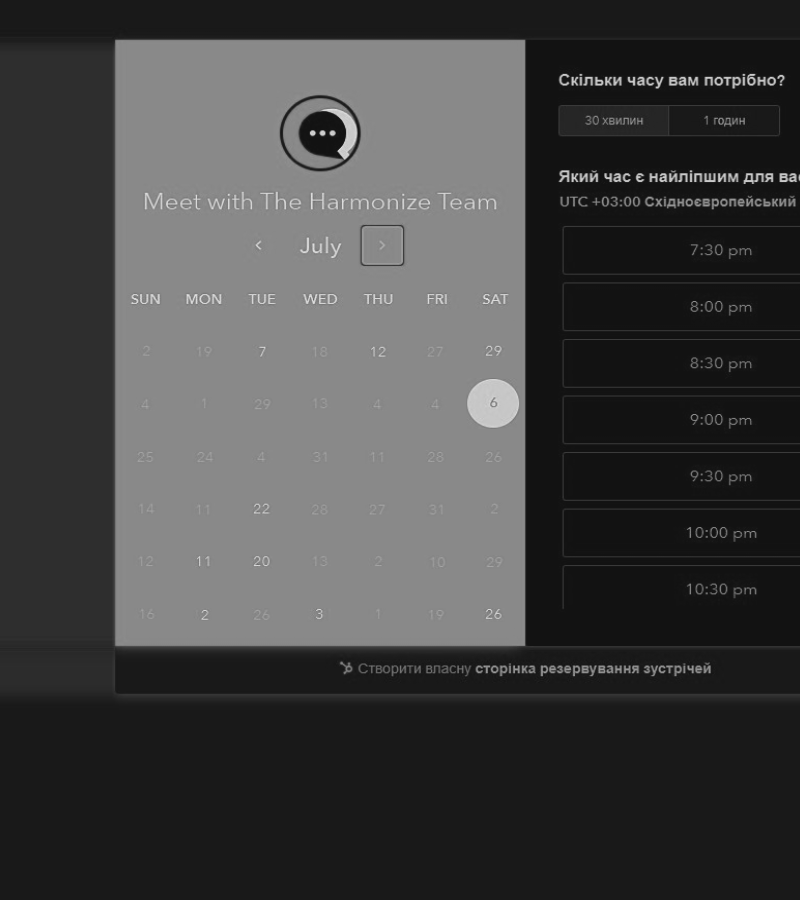 Meet with The Harmonize Team
July
SUN MON TUE WED THU FRI SAT
2 19 7 18 12 27 29
4 1 29 13 4 4 6
25 24 4 31 11 28 26
14 11 22 28 27 31 2
12 11 20 13 2 10 29
16 2 26 3 1 19 26
Скільки часу вам потрібно?
30 хвилин 1 годин
Який час є найліпшим для вас
UTC +03:00 Східноєвропейський
7:30 pm
8:00 pm
8:30 pm
9:00 pm
9:30 pm
10:00 pm
10:30 pm
Створити власну сторінка резервування зустрічей